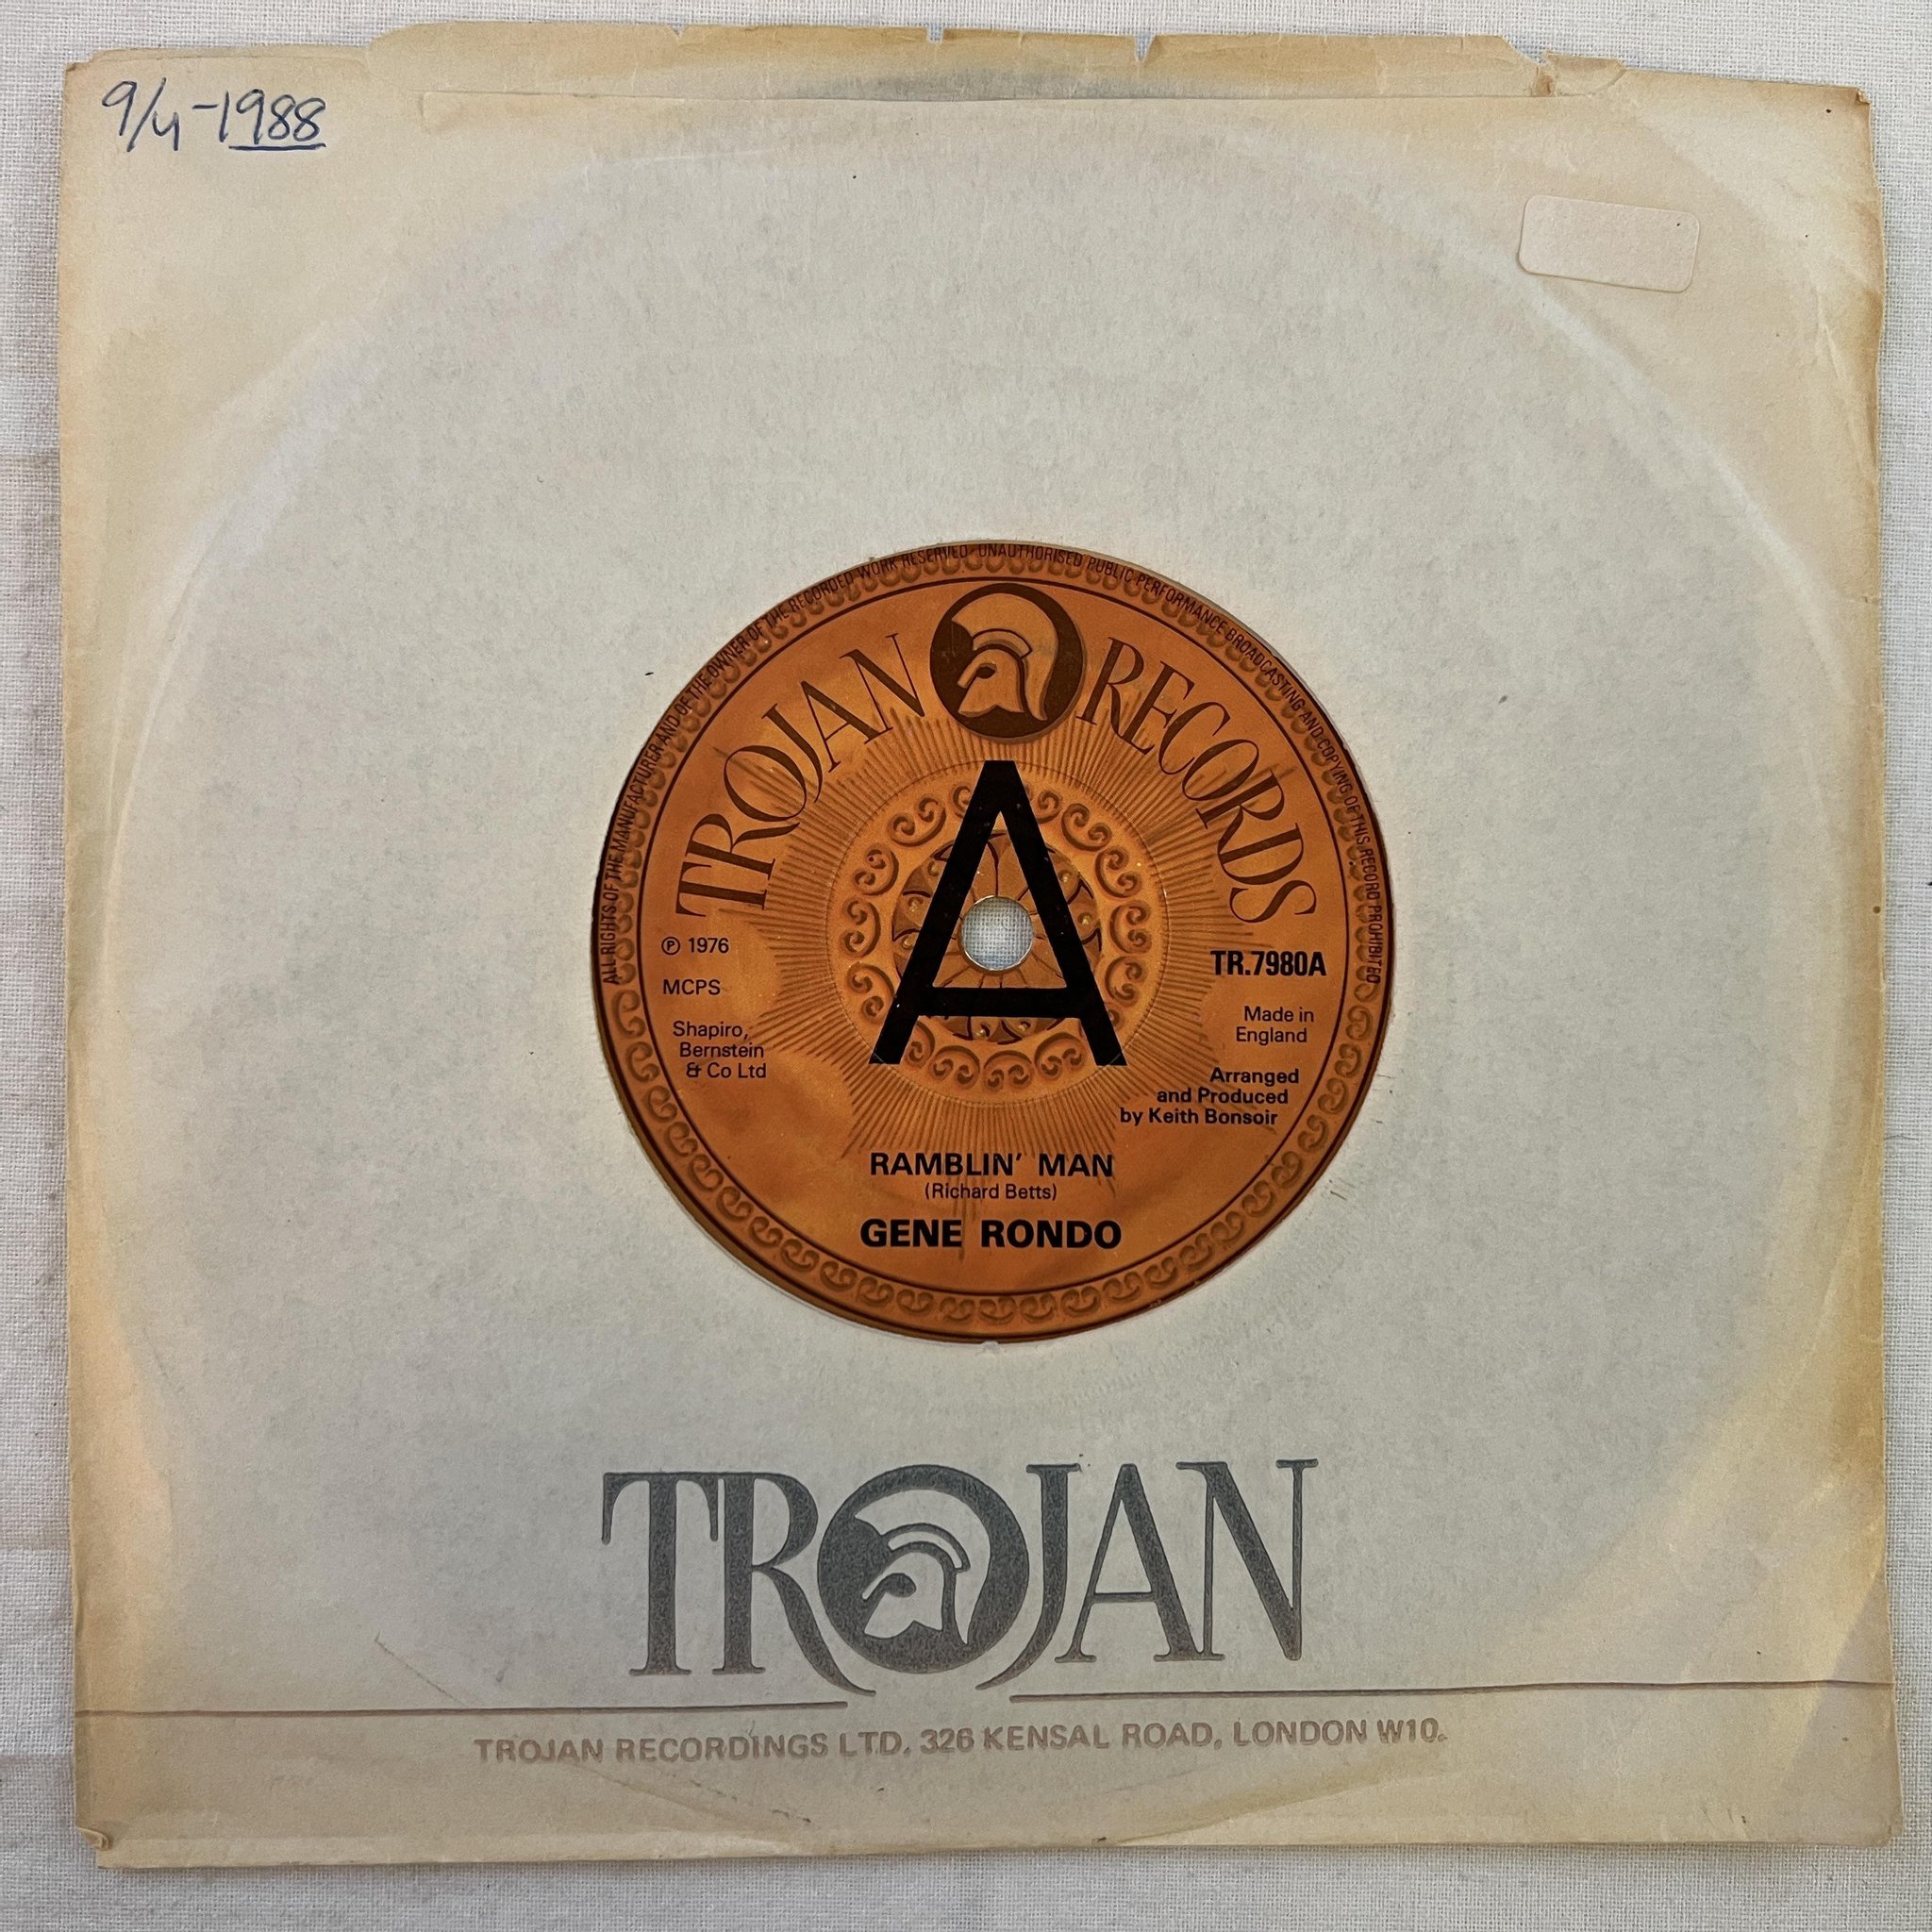 9/4-1988
ALL RIGHTS OF THE MANUFACTURER AND OF THE OWNER OF THE RECORDED WORK RESERVED · UNAUTHORISED PUBLIC PERFORMANCE BROADCASTING AND COPYING OF THIS RECORD PROHIBITED
TROJAN RECORDS
A
℗ 1976
MCPS
Shapiro,
Bernstein
& Co Ltd
TR.7980A
Made in
England
Arranged
and Produced
by Keith Bonsoir
RAMBLIN' MAN
(Richard Betts)
GENE RONDO
TROJAN
TROJAN RECORDINGS LTD. 326 KENSAL ROAD, LONDON W10.